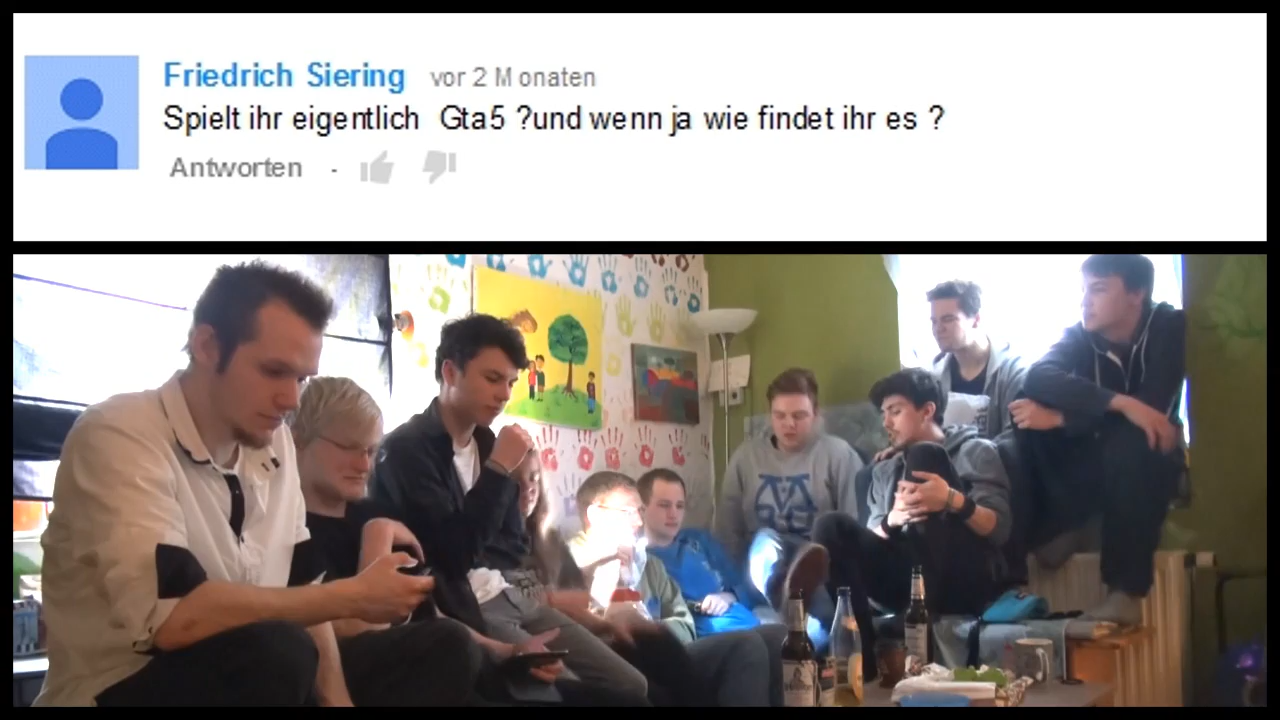 Friedrich Siering vor 2 Monaten
Spielt ihr eigentlich Gta5 ?und wenn ja wie findet ihr es ?
Antworten -